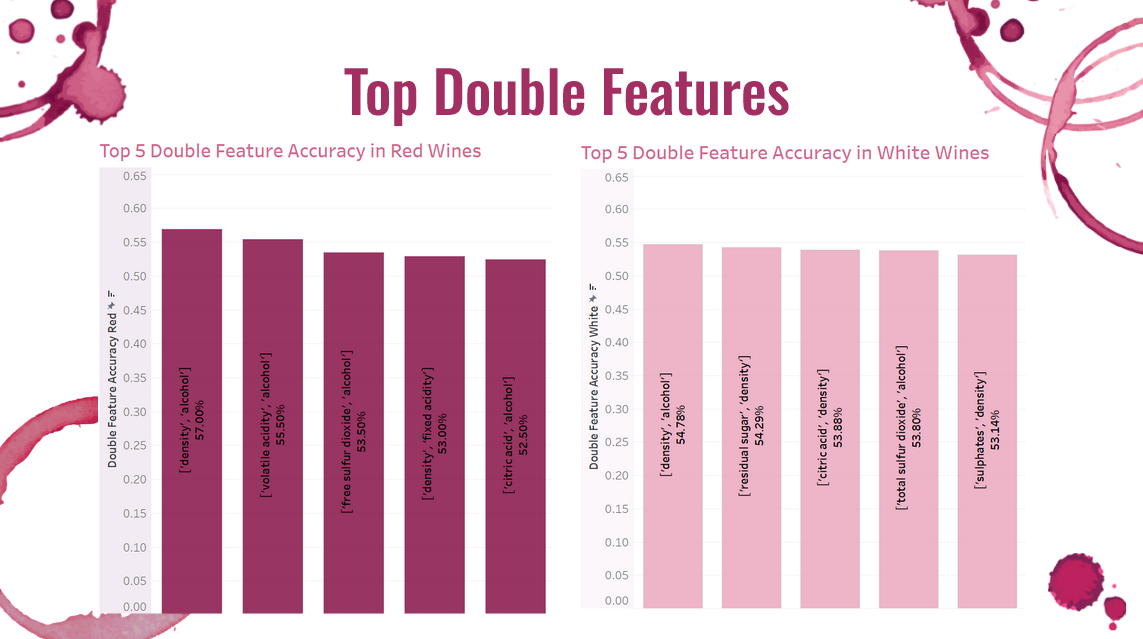 Top Double Features
Top 5 Double Feature Accuracy in Red Wines
Double Feature Accuracy Red
0.65
0.60
0.55
0.50
0.45
0.40
0.35
0.30
0.25
0.20
0.15
0.10
0.05
0.00
['density', 'alcohol']
57.00%
['volatile acidity', 'alcohol']
55.50%
['free sulfur dioxide', 'alcohol']
53.50%
['density', 'fixed acidity']
53.00%
['citric acid', 'alcohol']
52.50%
Top 5 Double Feature Accuracy in White Wines
Double Feature Accuracy White
0.65
0.60
0.55
0.50
0.45
0.40
0.35
0.30
0.25
0.20
0.15
0.10
0.05
0.00
['density', 'alcohol']
54.78%
['residual sugar', 'density']
54.29%
['citric acid', 'density']
53.88%
['total sulfur dioxide', 'alcohol']
53.80%
['sulphates', 'density']
53.14%